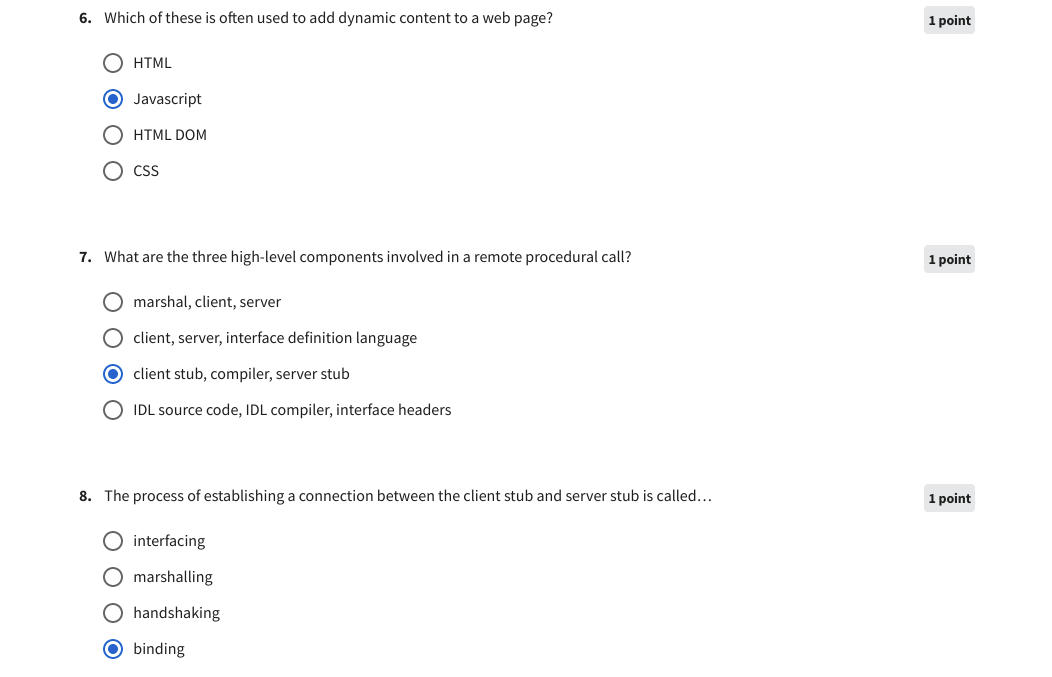 6. Which of these is often used to add dynamic content to a web page?
1 point
HTML
Javascript
HTML DOM
CSS
7. What are the three high-level components involved in a remote procedural call?
1 point
marshal, client, server
client, server, interface definition language
client stub, compiler, server stub
IDL source code, IDL compiler, interface headers
8. The process of establishing a connection between the client stub and server stub is called…
1 point
interfacing
marshalling
handshaking
binding